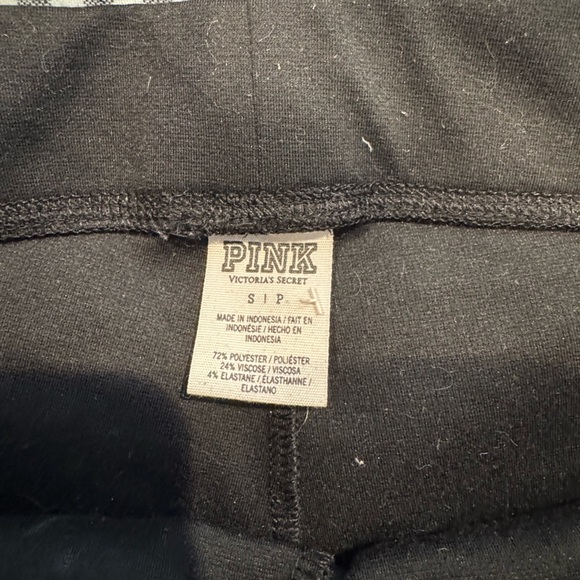 PINK
VICTORIA'S SECRET
S | P
MADE IN INDONESIA / FAIT EN
INDONÉSIE / HECHO EN
INDONESIA
72% POLYESTER / POLIÉSTER
24% VISCOSE / VISCOSA
4% ELASTANE / ÉLASTHANNE /
ELASTANO